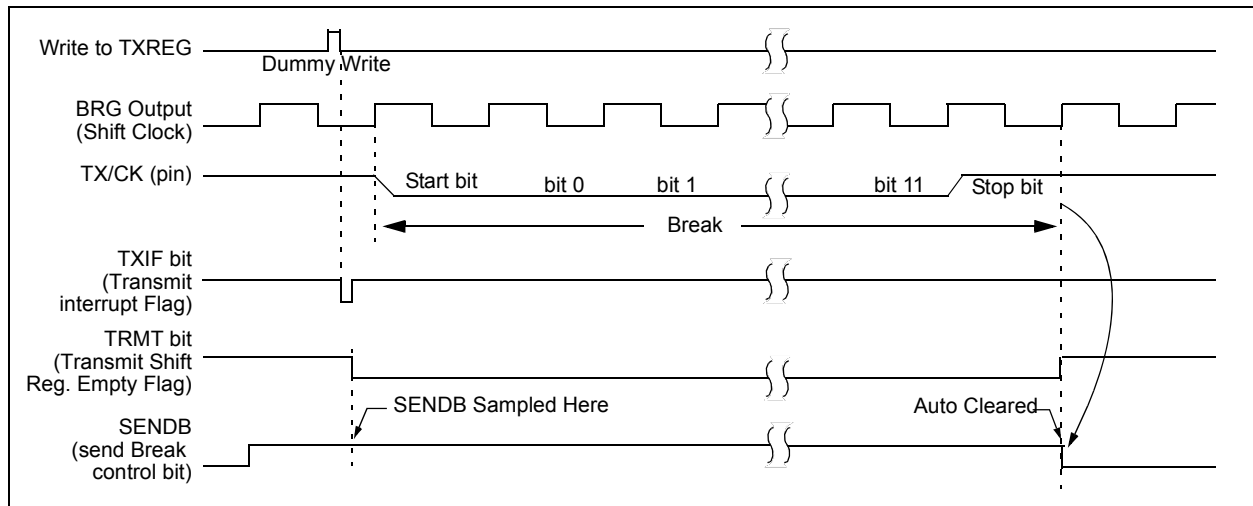 Write to TXREG
Dummy Write
BRG Output
(Shift Clock)
TX/CK (pin)
Start bit
bit 0
bit 1
bit 11
Stop bit
Break
TXIF bit
(Transmit
interrupt Flag)
TRMT bit
(Transmit Shift
Reg. Empty Flag)
SENDB Sampled Here
Auto Cleared
SENDB
(send Break
control bit)